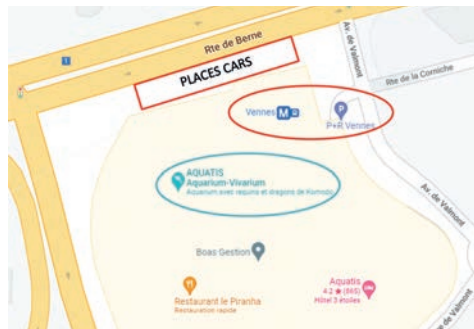 Rte de Berne
1
PLACES CARS
Av. de Valmont
Rte de la Corniche
Vennes M
P
P+R Vennes
AQUATIS
Aquarium-Vivarium
Aquarium avec requins et dragons de Komodo
Av. de Valmont
Boas Gestion
Aquatis
4.2 ★ (865)
Hôtel 3 étoiles
Restaurant le Piranha
Restauration rapide
de Valmont